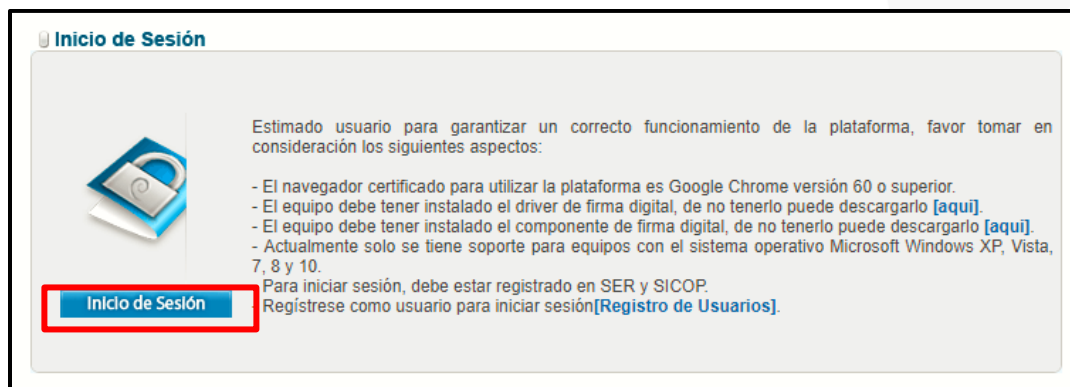 Inicio de Sesión
Estimado usuario para garantizar un correcto funcionamiento de la plataforma, favor tomar en
consideración los siguientes aspectos:
- El navegador certificado para utilizar la plataforma es Google Chrome versión 60 o superior.
- El equipo debe tener instalado el driver de firma digital, de no tenerlo puede descargarlo [aquí].
- El equipo debe tener instalado el componente de firma digital, de no tenerlo puede descargarlo [aquí].
- Actualmente solo se tiene soporte para equipos con el sistema operativo Microsoft Windows XP, Vista,
7, 8 y 10.
- Para iniciar sesión, debe estar registrado en SER y SICOP.
- Regístrese como usuario para iniciar sesión[Registro de Usuarios].
Inicio de Sesión